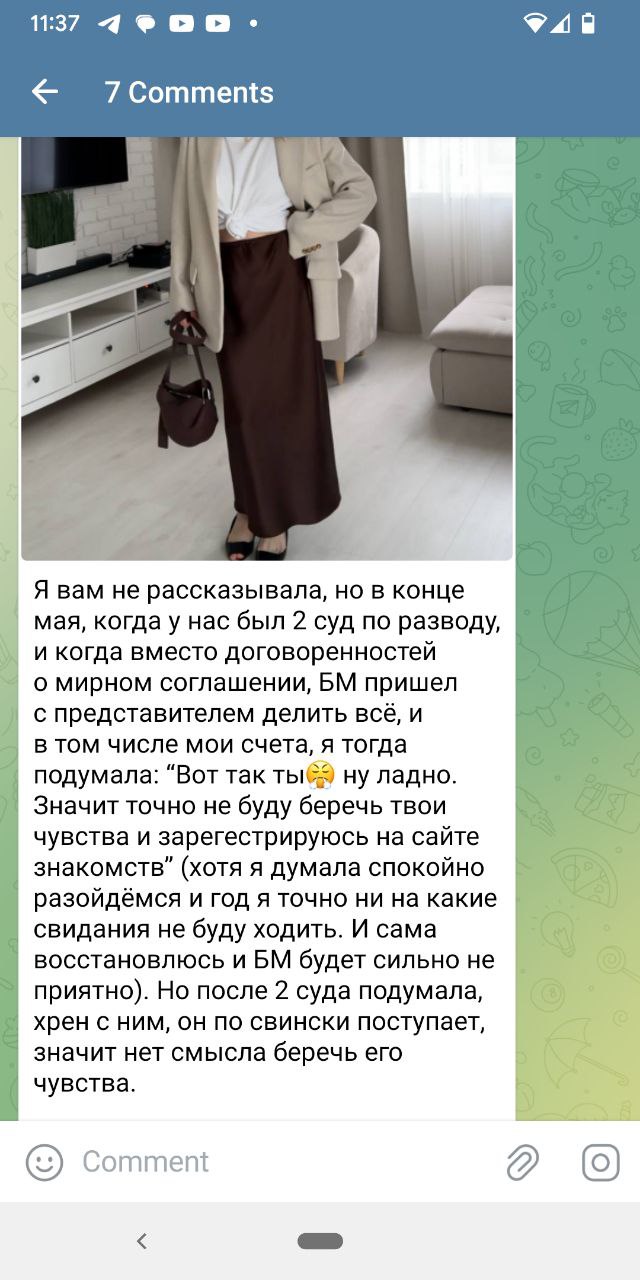 11:37
7 Comments
Я вам не рассказывала, но в конце
мая, когда у нас был 2 суд по разводу,
и когда вместо договоренностей
о мирном соглашении, БМ пришел
с представителем делить всё, и
в том числе мои счета, я тогда
подумала: “Вот так ты😤 ну ладно.
Значит точно не буду беречь твои
чувства и зарегестрируюсь на сайте
знакомств” (хотя я думала спокойно
разойдёмся и год я точно ни на какие
свидания не буду ходить. И сама
восстановлюсь и БМ будет сильно не
приятно). Но после 2 суда подумала,
хрен с ним, он по свински поступает,
значит нет смысла беречь его
чувства.
Comment